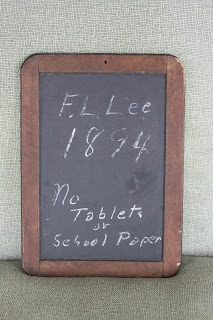 F.L. Lee
1894
No
Tablets
or
School Paper